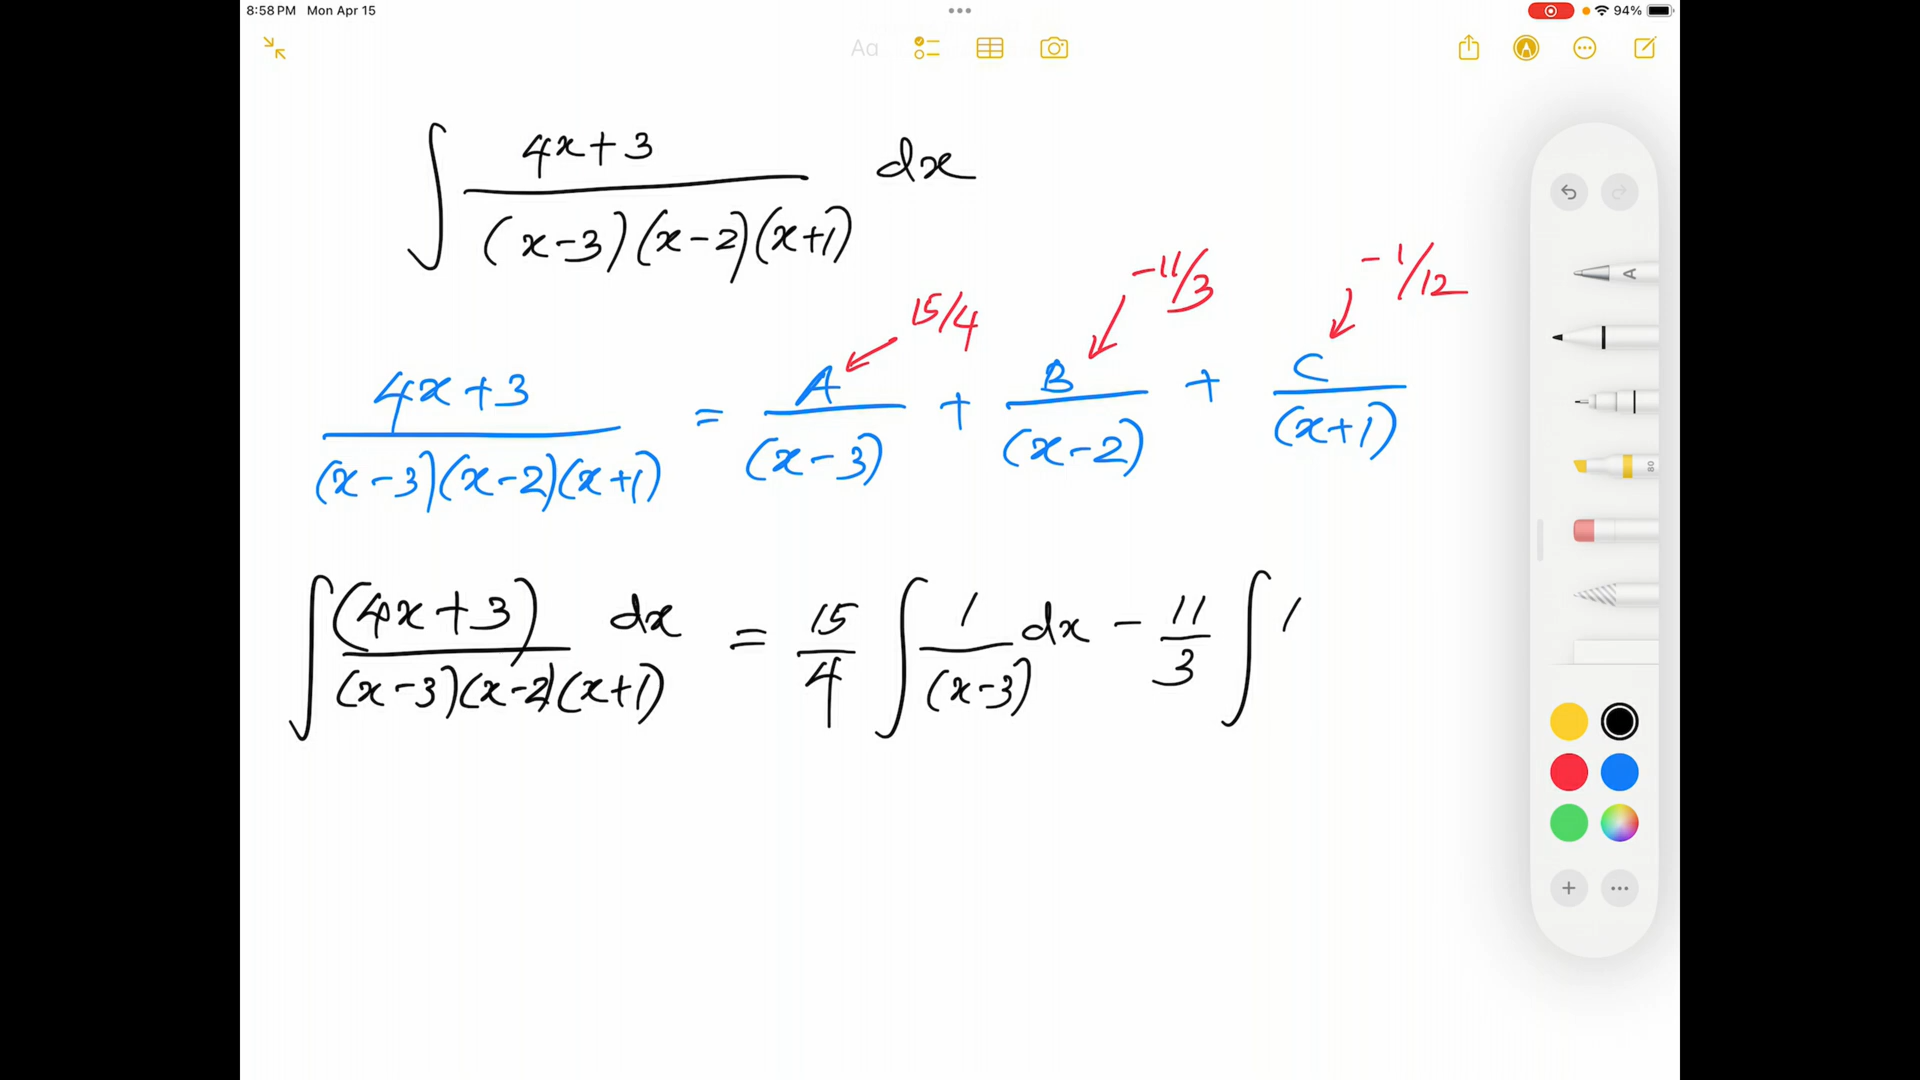 8:58 PM Mon Apr 15 94%
Aa
∫ 4x+3 / (x-3)(x-2)(x+1) dx
15/4 -11/3 -1/12
4x+3 / (x-3)(x-2)(x+1) = A / (x-3) + B / (x-2) + C / (x+1)
∫ (4x+3) / (x-3)(x-2)(x+1) dx = 15/4 ∫ 1 / (x-3) dx - 11/3 ∫ 1
A
80